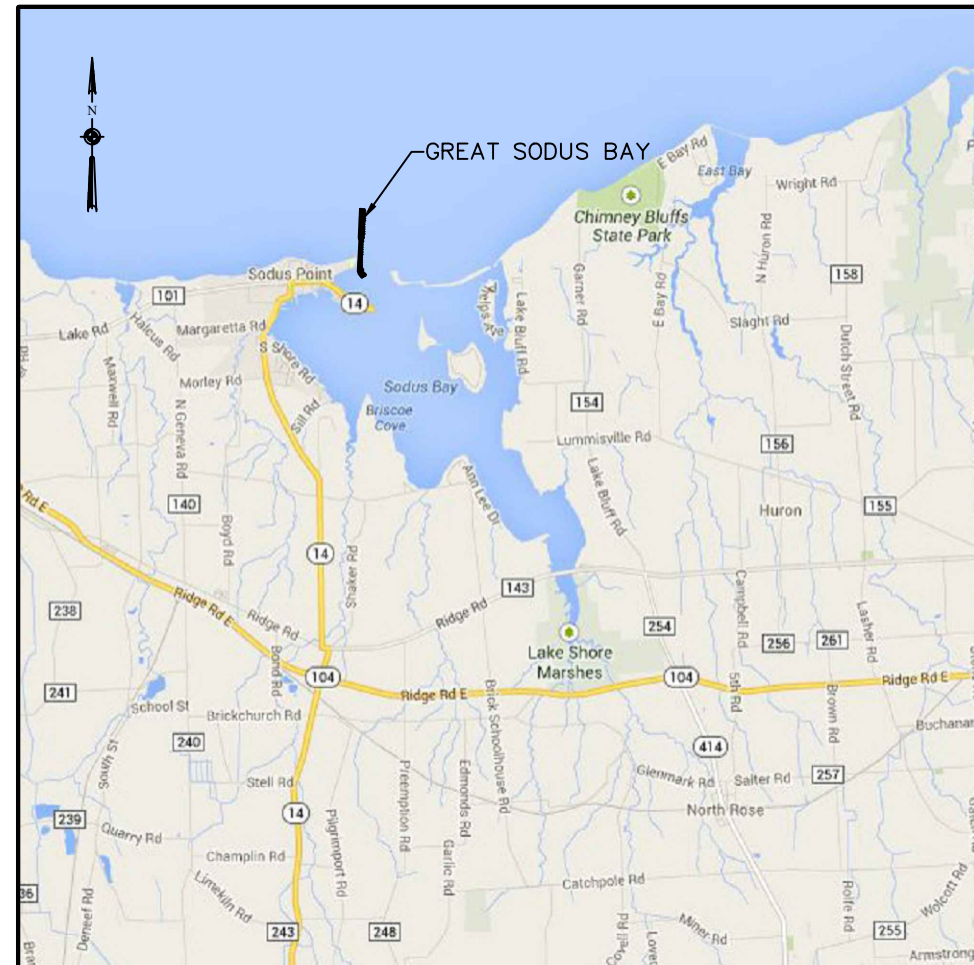 N
GREAT SODUS BAY
E Bay Rd
East Bay
Wright Rd
Chimney Bluffs
State Park
N Huron Rd
Sodus Point
Garner Rd
E Bay Rd
158
101
14
Phelps Ave
Lake Bluff Rd
Lake Rd
Halcus Rd
Margaretta Rd
Slaght Rd
Dutch Street Rd
S Shore Rd
Maxwell Rd
Morley Rd
Sodus Bay
154
N Geneva Rd
Sill Rd
Briscoe
Cove
Lummisville Rd
156
Ann Lee Dr
Lake Bluff Rd
140
Huron
155
Boyd Rd
14
Shaker Rd
Ridge Rd E
Ridge Rd
143
Ridge Rd
Campbell Rd
238
254
256
261
Lasher Rd
Lake Shore
Marshes
Bond Rd
104
104
241
Ridge Rd E
5th Rd
Ridge Rd E
School St
Brickchurch Rd
Brick Schoolhouse Rd
Brown Rd
Buchanan
240
414
South St
Stell Rd
Preemption Rd
Edmonds Rd
Glenmark Rd
Salter Rd
257
239
14
Pilgrimport Rd
North Rose
Quarry Rd
Champlin Rd
Garlic Rd
Limekiln Rd
Catchpole Rd
Rolfe Rd
Wolcott Rd
36
Deneef Rd
243
248
Miner Rd
255
Armstrong